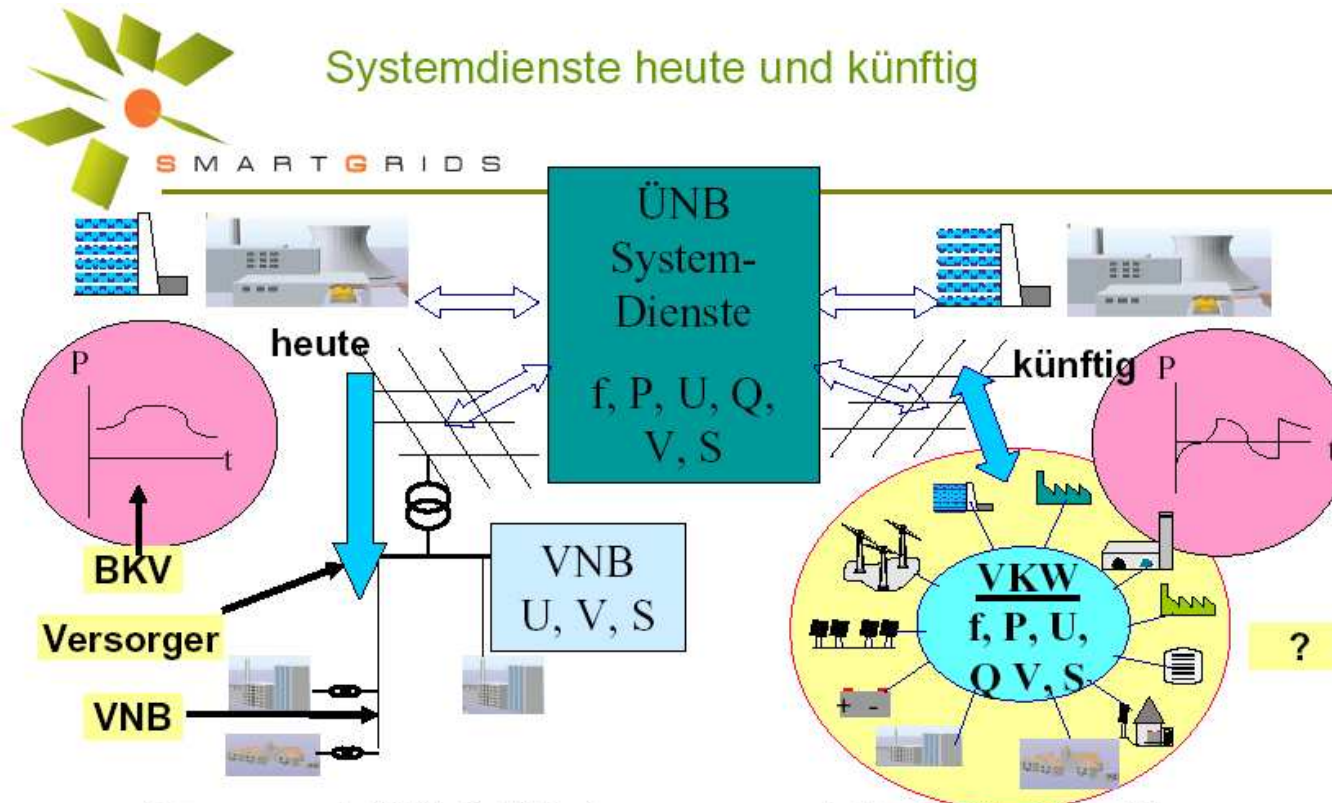 Systemdienste heute und künftig
SMARTGRIDS
ÜNB
System-
Dienste
f, P, U, Q,
V, S
heute
künftig
P
t
P
t
BKV
Versorger
VNB
VNB
U, V, S
VKW
f, P, U,
Q V, S
+ -
?